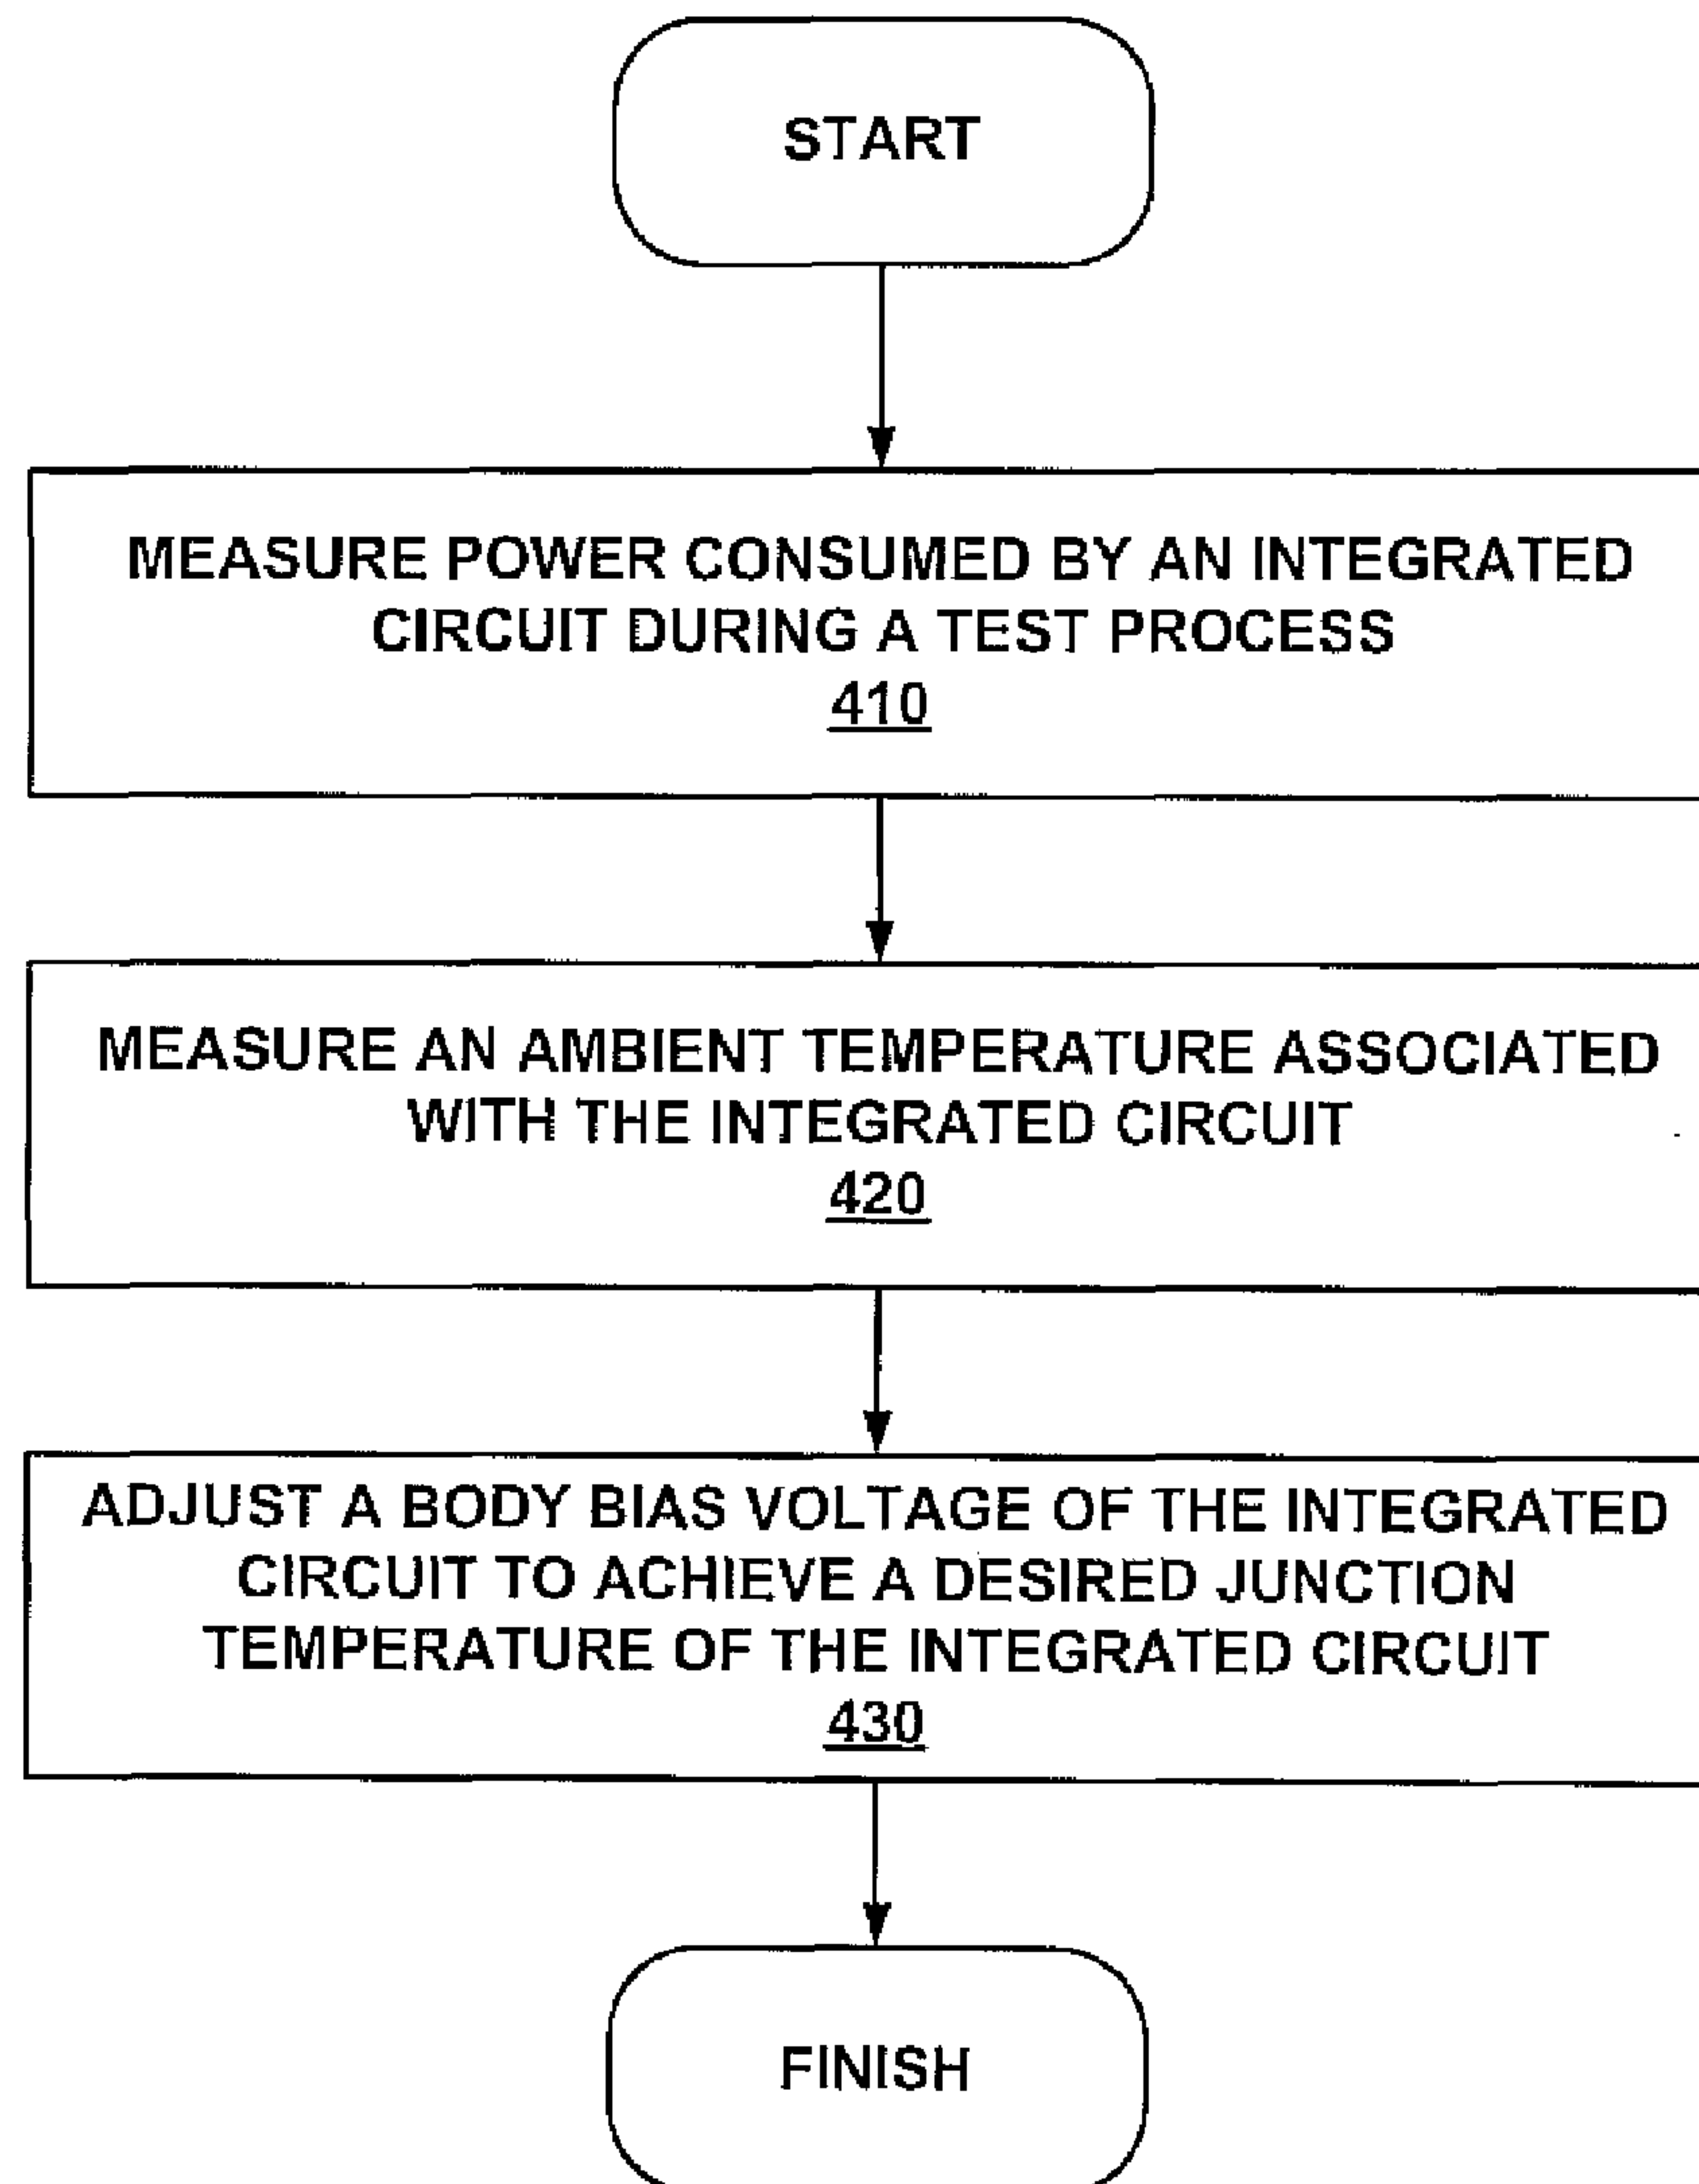 START
MEASURE POWER CONSUMED BY AN INTEGRATED
CIRCUIT DURING A TEST PROCESS
410
MEASURE AN AMBIENT TEMPERATURE ASSOCIATED
WITH THE INTEGRATED CIRCUIT
420
ADJUST A BODY BIAS VOLTAGE OF THE INTEGRATED
CIRCUIT TO ACHIEVE A DESIRED JUNCTION
TEMPERATURE OF THE INTEGRATED CIRCUIT
430
FINISH